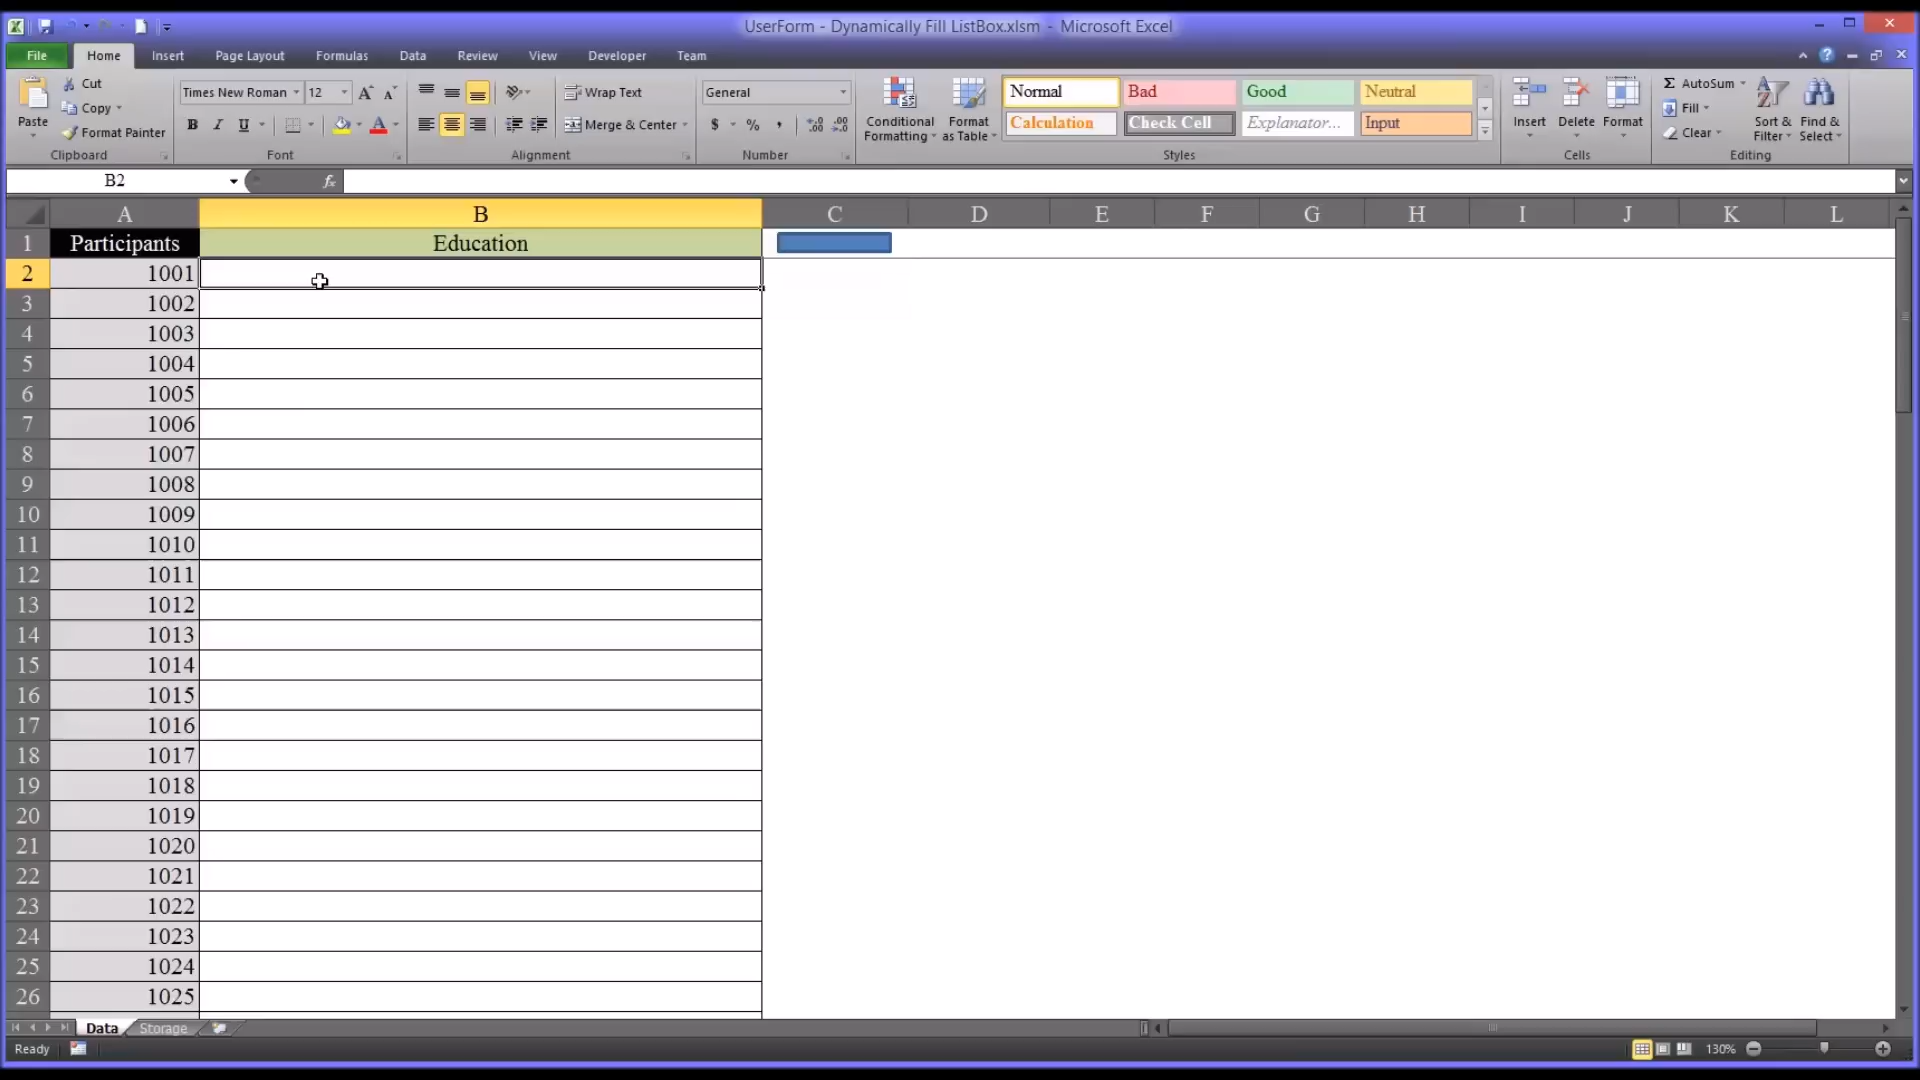 UserForm - Dynamically Fill ListBox.xlsm - Microsoft Excel
File Home Insert Page Layout Formulas Data Review View Developer Team
Paste
Cut
Copy
Format Painter
Clipboard
Times New Roman 12
B I U
Font
Wrap Text
Merge & Center
Alignment
General
$ % ,
Number
Conditional Formatting
Format as Table
Normal Bad Good Neutral
Calculation Check Cell Explanator... Input
Styles
Insert Delete Format
Cells
Σ AutoSum
Fill
Clear
Sort & Filter
Find & Select
Editing
B2 fx
A B C D E F G H I J K L
1 Participants Education
2 1001
3 1002
4 1003
5 1004
6 1005
7 1006
8 1007
9 1008
10 1009
11 1010
12 1011
13 1012
14 1013
15 1014
16 1015
17 1016
18 1017
19 1018
20 1019
21 1020
22 1021
23 1022
24 1023
25 1024
26 1025
Data Storage
Ready 130%